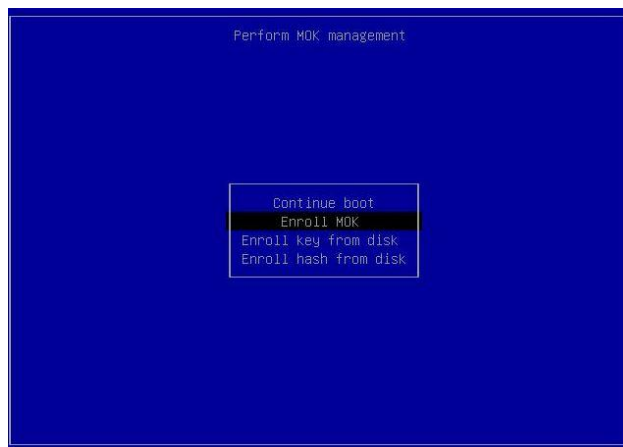 Perform MOK management
Continue boot
Enroll MOK
Enroll key from disk
Enroll hash from disk